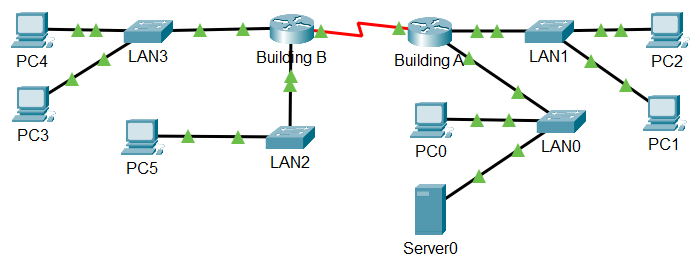 PC4
LAN3
Building B
Building A
LAN1
PC2
PC3
PC5
LAN2
PC0
LAN0
PC1
Server0